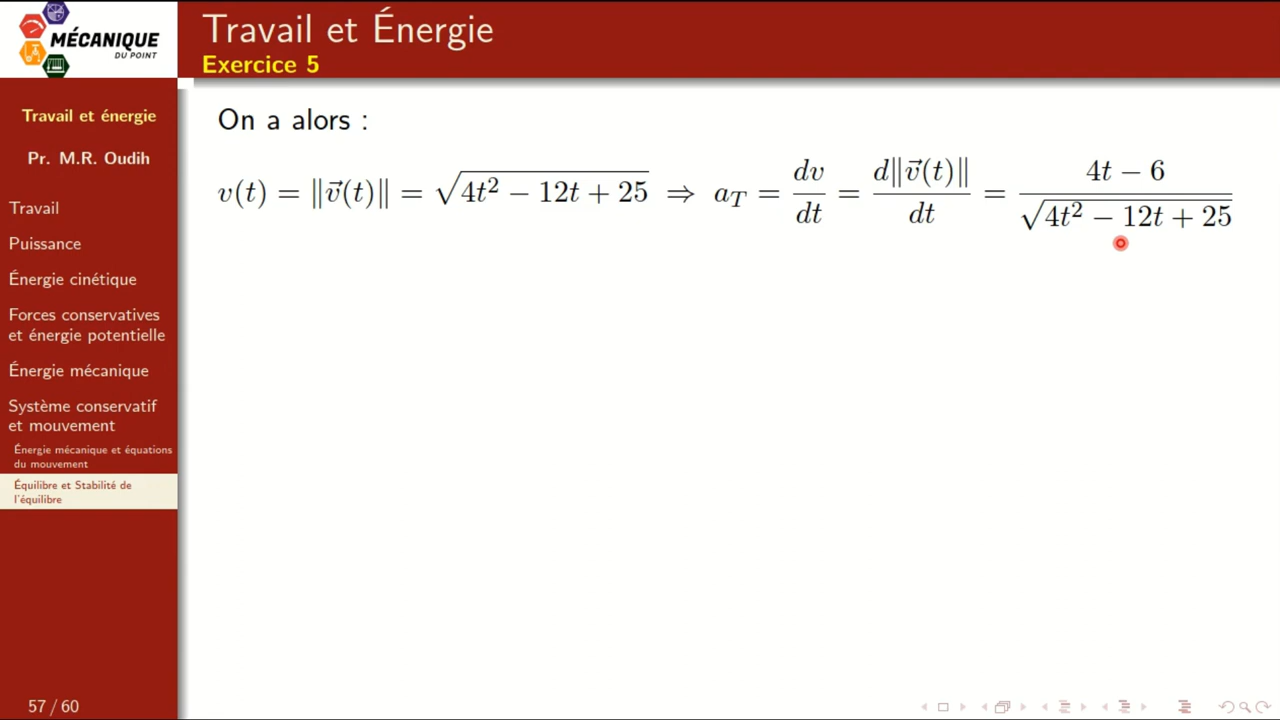 MÉCANIQUE
DU POINT
Travail et Énergie
Exercice 5
Travail et énergie
Pr. M.R. Oudih
Travail
Puissance
Énergie cinétique
Forces conservatives
et énergie potentielle
Énergie mécanique
Système conservatif
et mouvement
Énergie mécanique et équations
du mouvement
Équilibre et Stabilité de
l'équilibre
57 / 60
On a alors :
v(t) = ‖v⃗(t)‖ = √(4t² − 12t + 25) ⇒ a_T = dv/dt = d‖v⃗(t)‖/dt = (4t − 6)/√(4t² − 12t + 25)